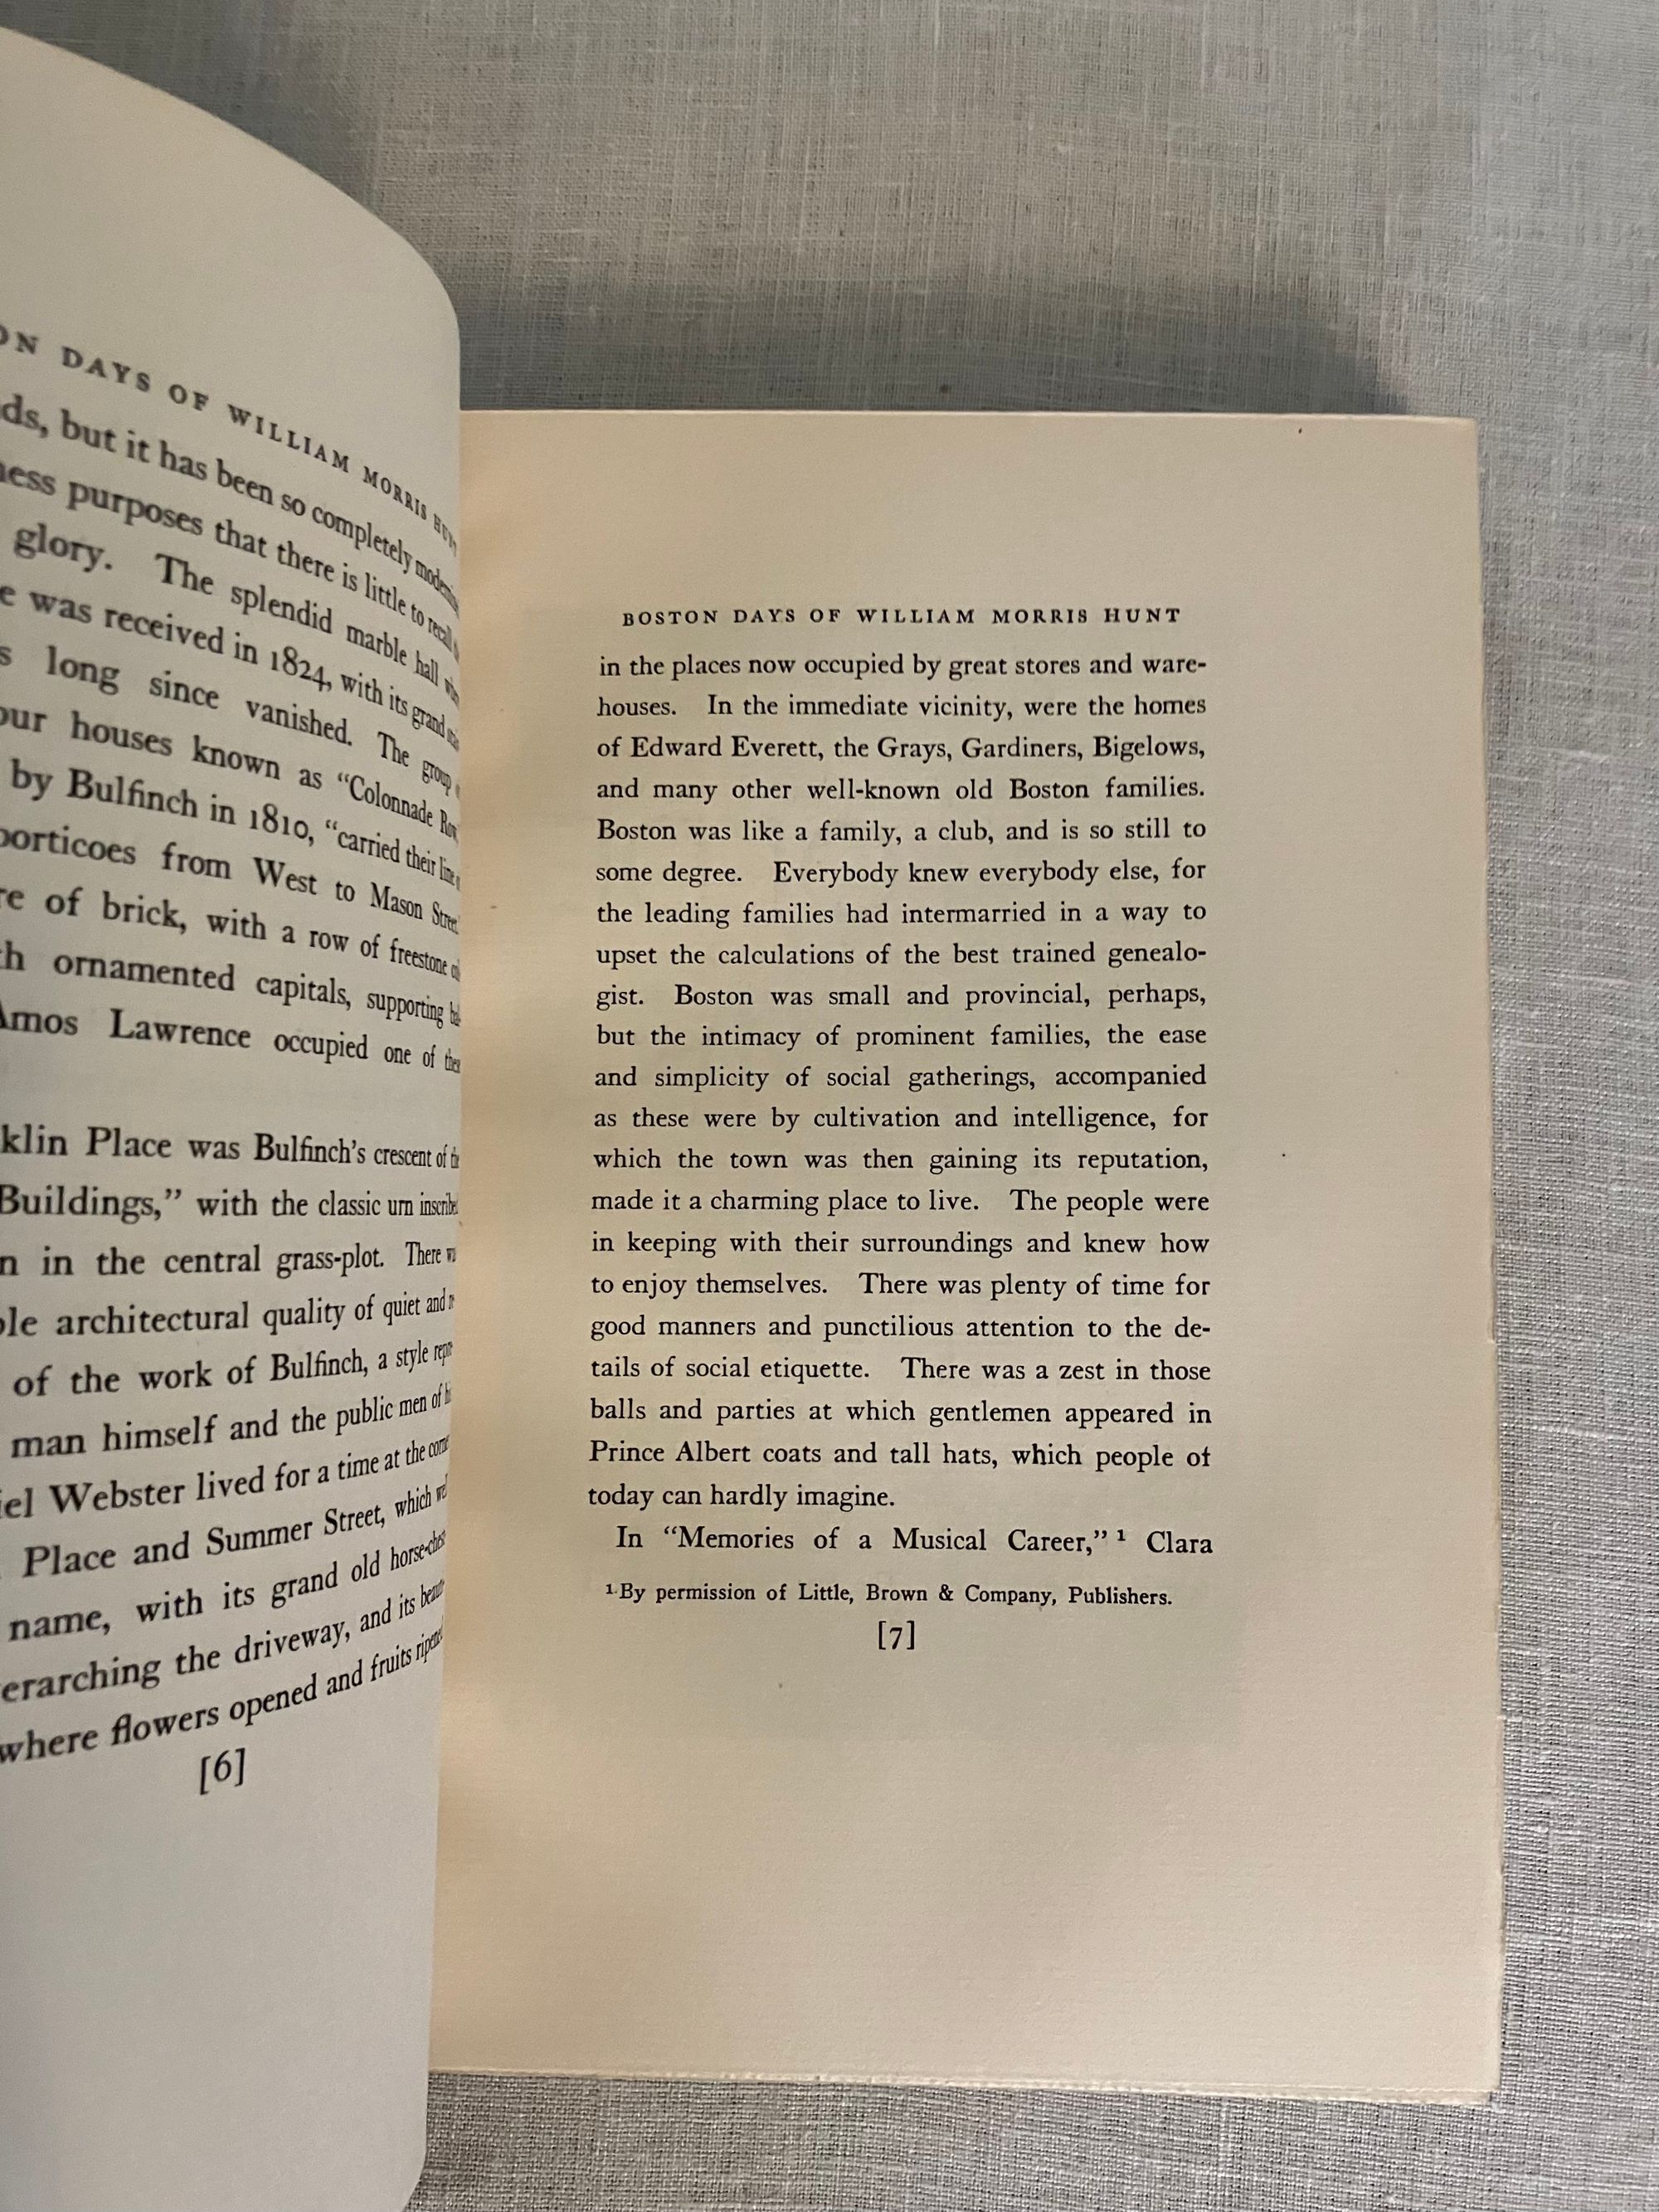 DAYS OF WILLIAM MORRIS HUNT
but it has been so completely
purposes that there is little to recall
glory. The splendid marble hall
was received in 1824, with its grand
long since vanished. The group
houses known as “Colonnade Row
by Bulfinch in 1810, “carried their line
porticoes from West to Mason Street
of brick, with a row of freestone
ornamented capitals, supporting
Amos Lawrence occupied one of
Place was Bulfinch’s crescent of
Buildings,” with the classic urn
in the central grass-plot. There
architectural quality of quiet and
of the work of Bulfinch, a style
man himself and the public men of
Webster lived for a time at the
Place and Summer Street, which
name, with its grand old
the driveway, and its
where flowers opened and fruits
[6]
BOSTON DAYS OF WILLIAM MORRIS HUNT
in the places now occupied by great stores and ware-
houses. In the immediate vicinity, were the homes
of Edward Everett, the Grays, Gardiners, Bigelows,
and many other well-known old Boston families.
Boston was like a family, a club, and is so still to
some degree. Everybody knew everybody else, for
the leading families had intermarried in a way to
upset the calculations of the best trained genealo-
gist. Boston was small and provincial, perhaps,
but the intimacy of prominent families, the ease
and simplicity of social gatherings, accompanied
as these were by cultivation and intelligence, for
which the town was then gaining its reputation,
made it a charming place to live. The people were
in keeping with their surroundings and knew how
to enjoy themselves. There was plenty of time for
good manners and punctilious attention to the de-
tails of social etiquette. There was a zest in those
balls and parties at which gentlemen appeared in
Prince Albert coats and tall hats, which people of
today can hardly imagine.
In “Memories of a Musical Career,” ¹ Clara
¹ By permission of Little, Brown & Company, Publishers.
[7]